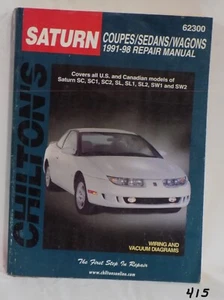 62300
SATURN
COUPES/SEDANS/WAGONS
1991-98 REPAIR MANUAL
Covers all U.S. and Canadian models of
Saturn SC, SC1, SC2, SL, SL1, SL2, SW1 and SW2
CHILTON'S
WIRING AND
VACUUM DIAGRAMS
The First Step In Repair
www.chiltonsonline.com
415